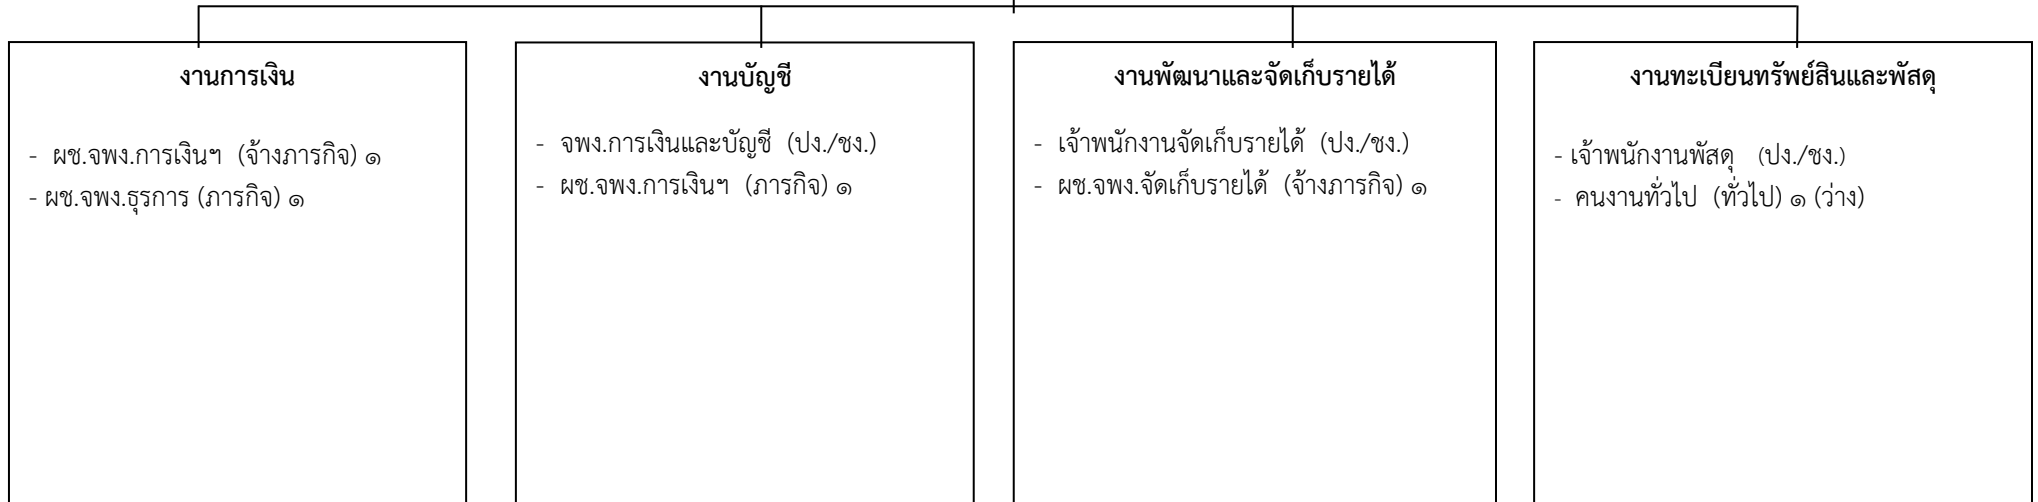 งานการเงิน
- ผช.จพง.การเงินฯ (จ้างภารกิจ) ๑
- ผช.จพง.ธุรการ (ภารกิจ) ๑
งานบัญชี
- จพง.การเงินและบัญชี (ปง./ชง.)
- ผช.จพง.การเงินฯ (ภารกิจ) ๑
งานพัฒนาและจัดเก็บรายได้
- เจ้าพนักงานจัดเก็บรายได้ (ปง./ชง.)
- ผช.จพง.จัดเก็บรายได้ (จ้างภารกิจ) ๑
งานทะเบียนทรัพย์สินและพัสดุ
- เจ้าพนักงานพัสดุ (ปง./ชง.)
- คนงานทั่วไป (ทั่วไป) ๑ (ว่าง)